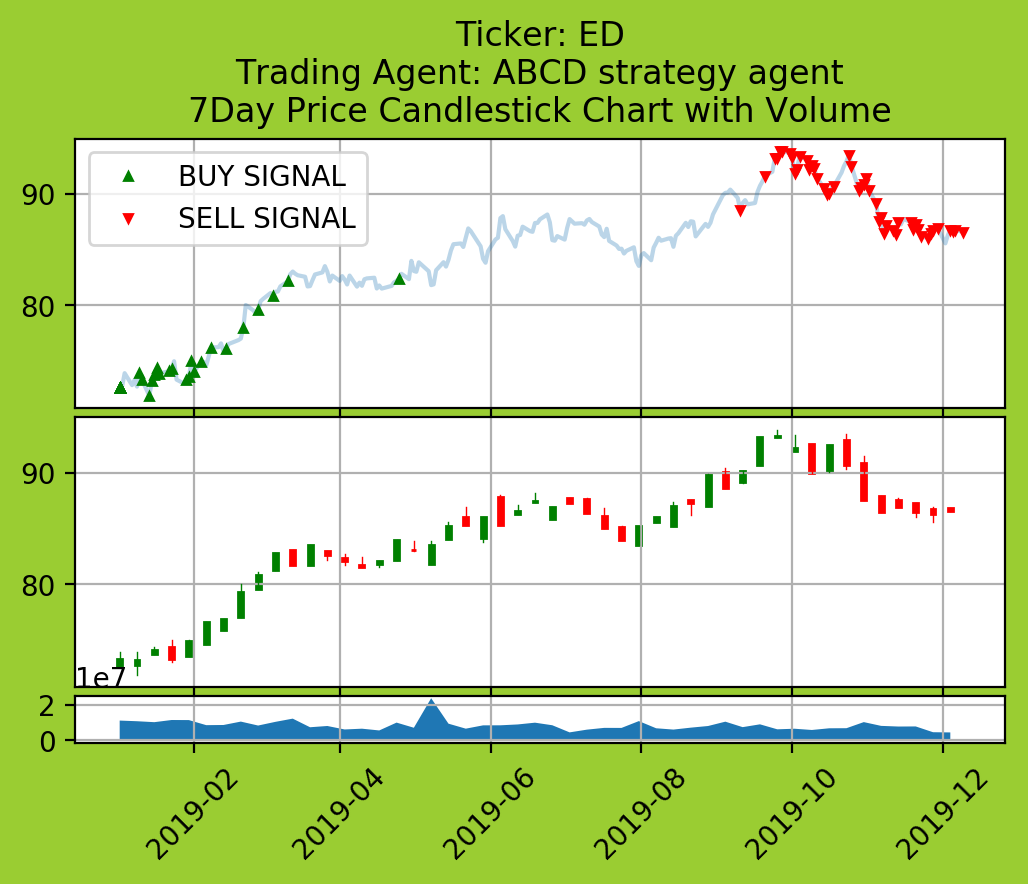 Ticker: ED
Trading Agent: ABCD strategy agent
7Day Price Candlestick Chart with Volume
BUY SIGNAL
SELL SIGNAL
90
80
90
80
1e7
2
0
2019-02
2019-04
2019-06
2019-08
2019-10
2019-12